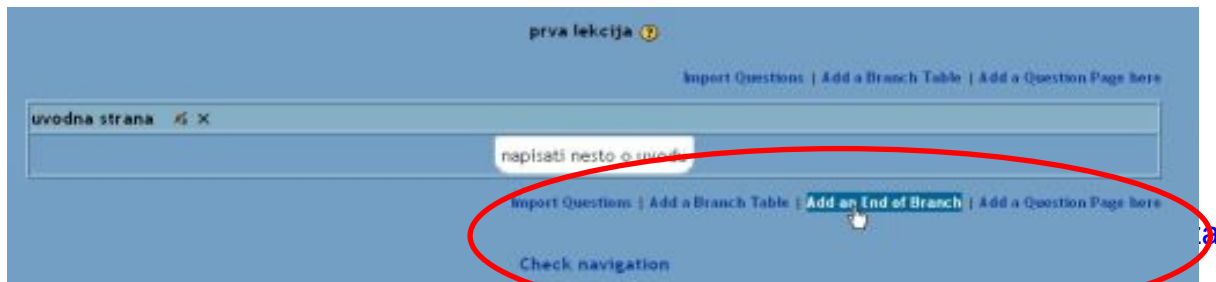 prva lekcija
Import Questions | Add a Branch Table | Add a Question Page here
uvodna strana
napisati nesto o uvodu
Import Questions | Add a Branch Table | Add an End of Branch | Add a Question Page here
Check navigation